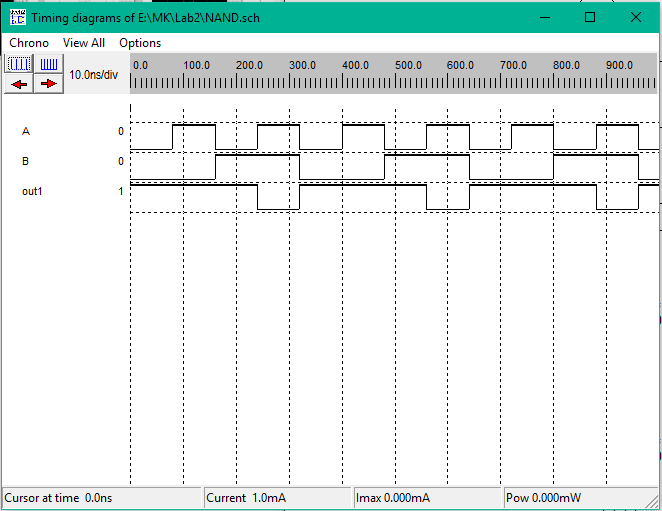 Timing diagrams of E:\MK\Lab2\NAND.sch
Chrono View All Options
10.0ns/div
0.0 100.0 200.0 300.0 400.0 500.0 600.0 700.0 800.0 900.0
A 0
B 0
out1 1
Cursor at time 0.0ns Current 1.0mA Imax 0.000mA Pow 0.000mW